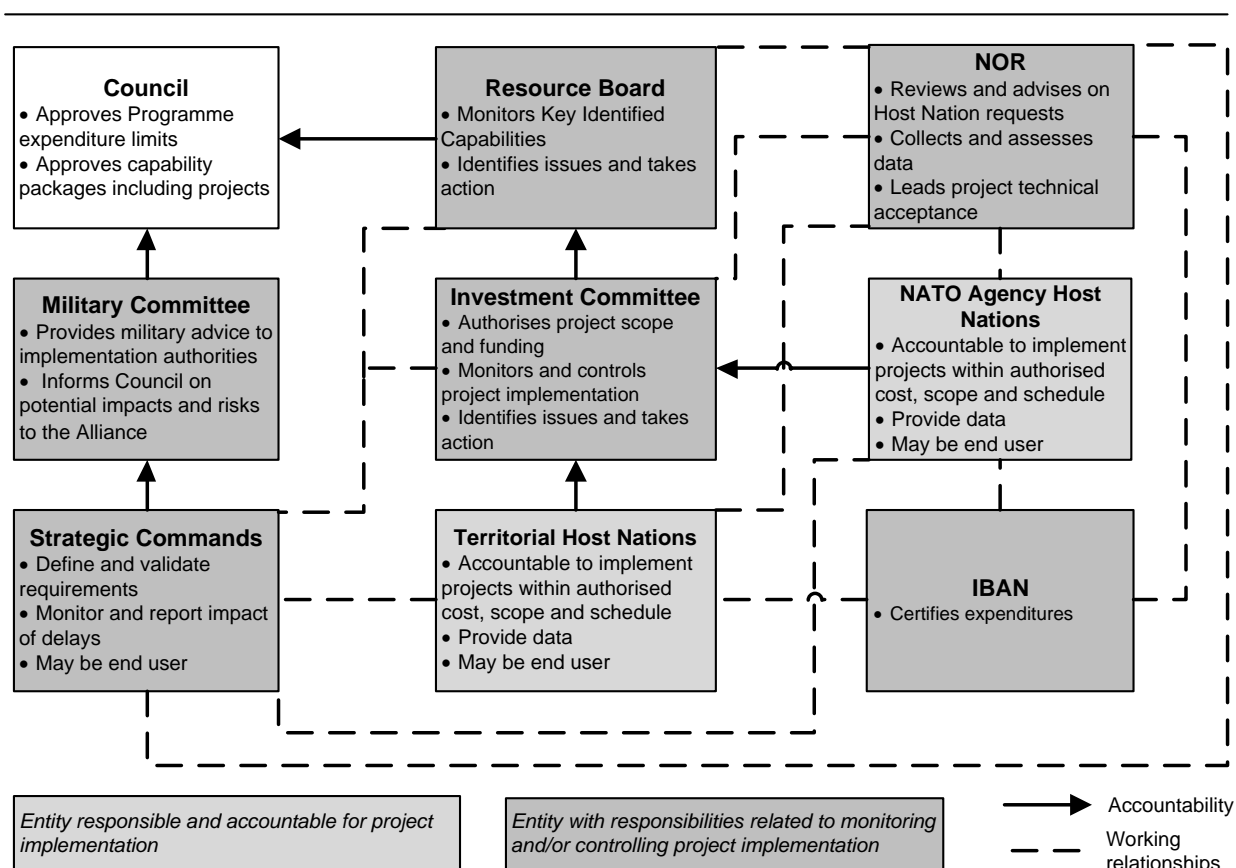 Council
• Approves Programme
expenditure limits
• Approves capability
packages including projects
Resource Board
• Monitors Key Identified
Capabilities
• Identifies issues and takes
action
NOR
• Reviews and advises on
Host Nation requests
• Collects and assesses
data
• Leads project technical
acceptance
Military Committee
• Provides military advice to
implementation authorities
• Informs Council on
potential impacts and risks
to the Alliance
Investment Committee
• Authorises project scope
and funding
• Monitors and controls
project implementation
• Identifies issues and takes
action
NATO Agency Host
Nations
• Accountable to implement
projects within authorised
cost, scope and schedule
• Provide data
• May be end user
Strategic Commands
• Define and validate
requirements
• Monitor and report impact
of delays
• May be end user
Territorial Host Nations
• Accountable to implement
projects within authorised
cost, scope and schedule
• Provide data
• May be end user
IBAN
• Certifies expenditures
Entity responsible and accountable for project
implementation
Entity with responsibilities related to monitoring
and/or controlling project implementation
Accountability
Working
relationships